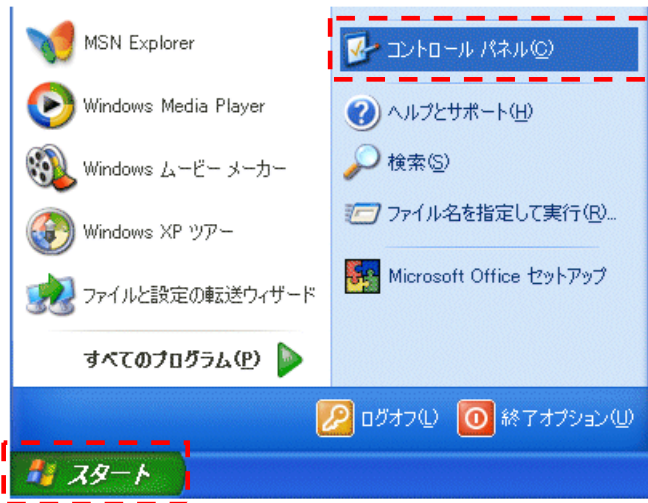 MSN Explorer
Windows Media Player
Windows ムービー メーカー
Windows XP ツアー
ファイルと設定の転送ウィザード
すべてのプログラム(P)
コントロール パネル(C)
ヘルプとサポート(H)
検索(S)
ファイル名を指定して実行(R)...
Microsoft Office セットアップ
ログオフ(L)
終了オプション(U)
スタート